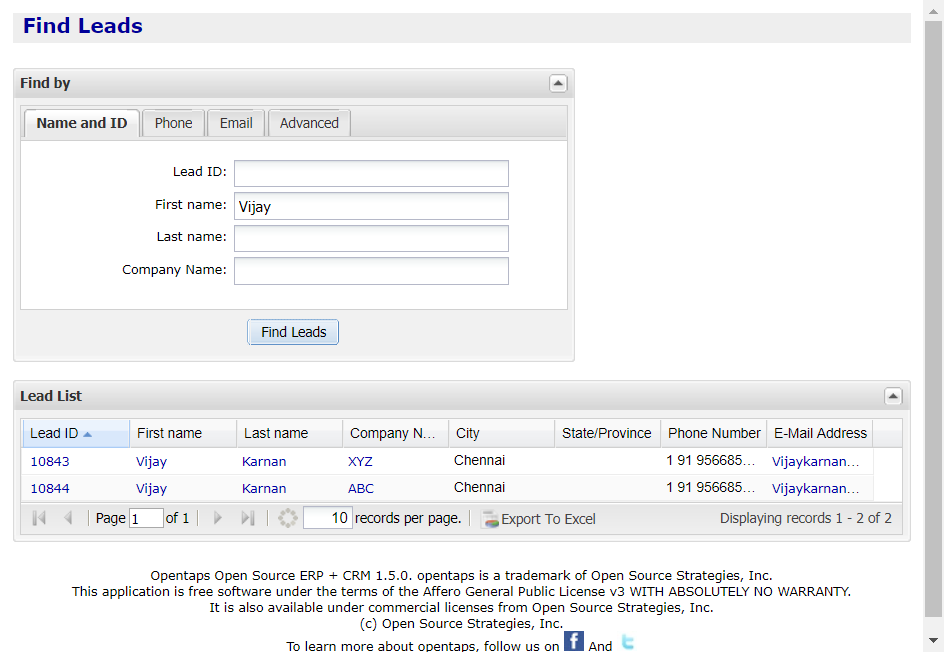 Find Leads
Find by
Name and ID Phone Email Advanced
Lead ID:
First name: Vijay
Last name:
Company Name:
Find Leads
Lead List
Lead ID First name Last name Company N... City State/Province Phone Number E-Mail Address
10843 Vijay Karnan XYZ Chennai 1 91 956685... Vijaykarnan...
10844 Vijay Karnan ABC Chennai 1 91 956685... Vijaykarnan...
Page 1 of 1 10 records per page. Export To Excel Displaying records 1 - 2 of 2
Opentaps Open Source ERP + CRM 1.5.0. opentaps is a trademark of Open Source Strategies, Inc.
This application is free software under the terms of the Affero General Public License v3 WITH ABSOLUTELY NO WARRANTY.
It is also available under commercial licenses from Open Source Strategies, Inc.
(c) Open Source Strategies, Inc.
To learn more about opentaps, follow us on f And t